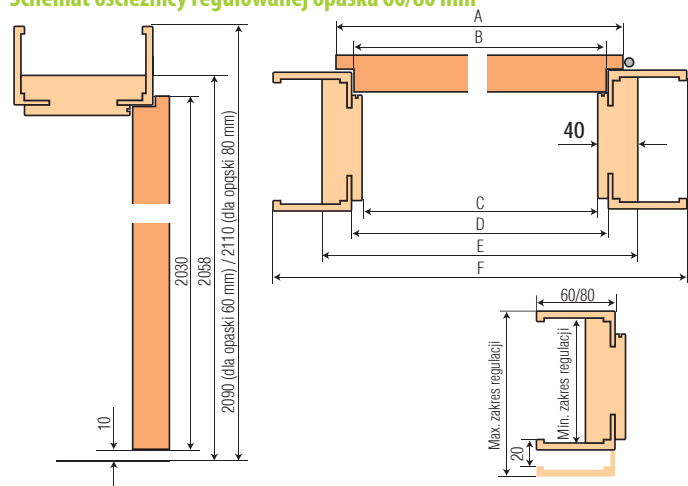 Schemat ościeżnicy regulowanej opaska 60/80 mm
A
B
40
C
D
E
F
2030
2058
2090 (dla opaski 60 mm) / 2110 (dla opąski 80 mm)
10
60/80
Max. zakres regulacji
Min. zakres regulacji
20